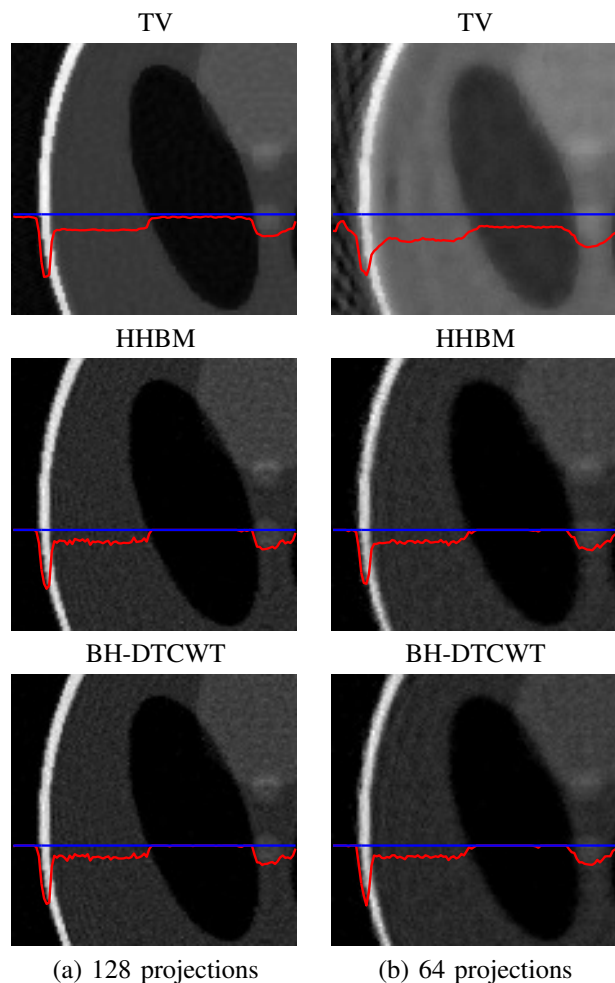 TV
TV
HHBM
HHBM
BH-DTCWT
BH-DTCWT
(a) 128 projections
(b) 64 projections